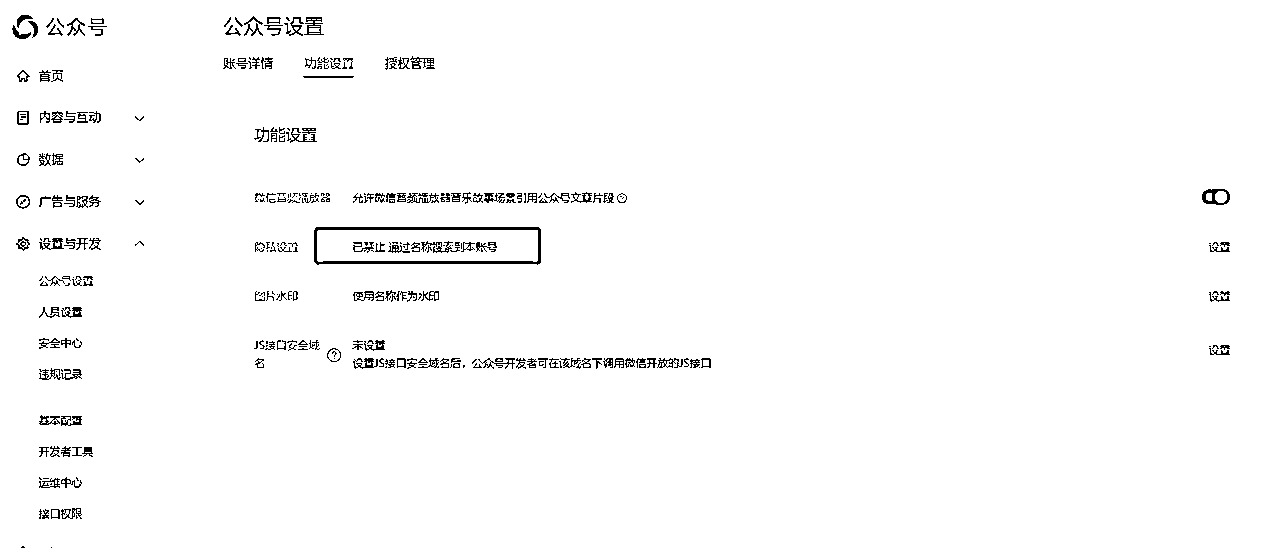 公众号
公众号设置
账号详情 功能设置 授权管理
首页
内容与互动
数据
广告与服务
设置与开发
公众号设置
人员设置
安全中心
违规记录
基本配置
开发者工具
运维中心
接口权限
功能设置
微信音频播放器 允许微信音频播放器音乐故事场景引用公众号文章片段
隐私设置 已禁止 通过名称搜索到本账号 设置
图片水印 使用名称作为水印 设置
JS接口安全域名 未设置 设置
设置JS接口安全域名后，公众号开发者可在该域名下调用微信开放的JS接口